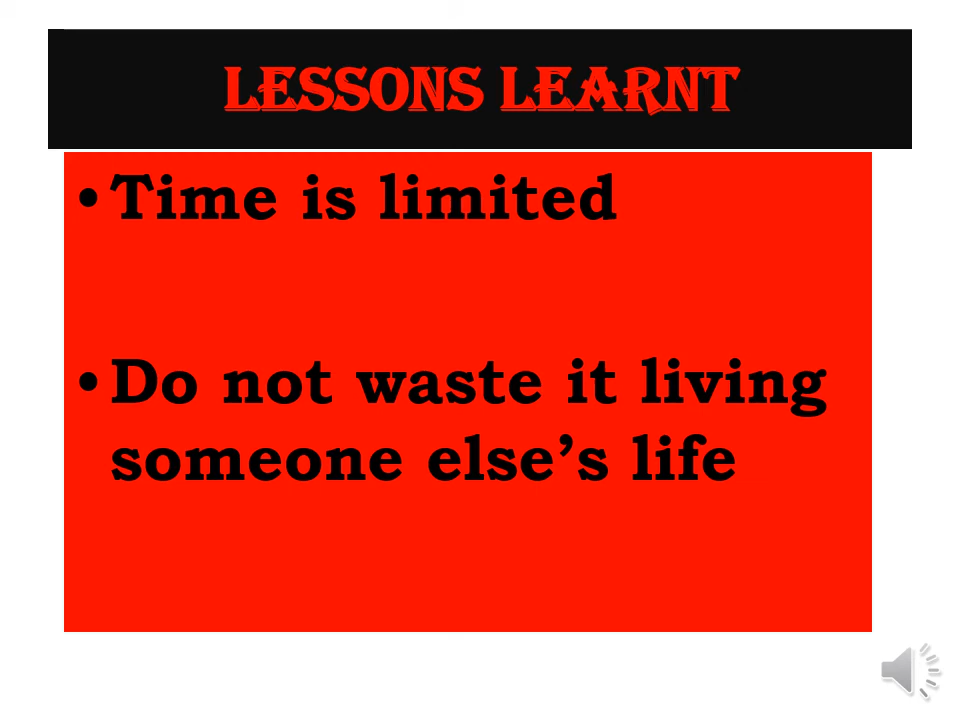 LESSONS LEARNT
• Time is limited
• Do not waste it living
someone else’s life